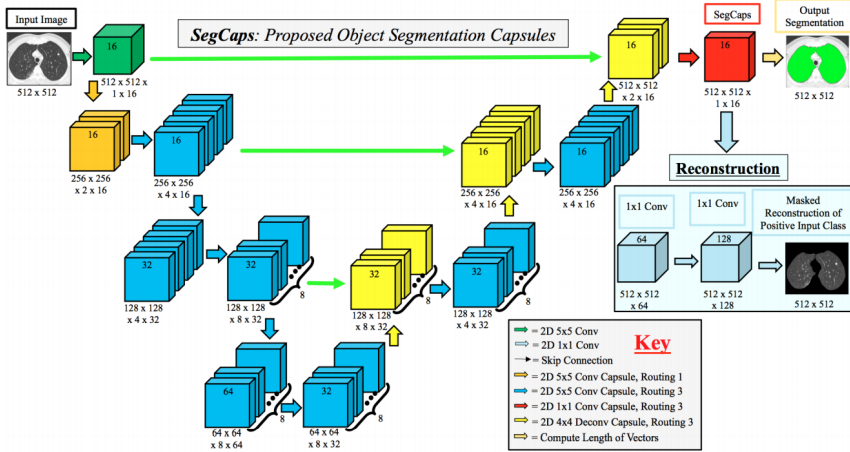 Input Image
512 x 512
16
512 x 512 x
1 x 16
SegCaps: Proposed Object Segmentation Capsules
16
512 x 512
x 2 x 16
SegCaps
16
512 x 512 x
1 x 16
Output
Segmentation
512 x 512
16
256 x 256
x 2 x 16
16
256 x 256
x 4 x 16
16
256 x 256
x 4 x 16
16
256 x 256
x 4 x 16
Reconstruction
1x1 Conv
1x1 Conv
Masked
Reconstruction of
Positive Input Class
64
512 x 512
x 64
128
512 x 512
x 128
512 x 512
32
128 x 128
x 4 x 32
32
128 x 128
x 8 x 32
8
32
128 x 128
x 8 x 32
8
32
128 x 128
x 4 x 32
8
64
64 x 64
x 8 x 64
8
32
64 x 64
x 8 x 32
8
Key
= 2D 5x5 Conv
= 2D 1x1 Conv
= Skip Connection
= 2D 5x5 Conv Capsule, Routing 1
= 2D 5x5 Conv Capsule, Routing 3
= 2D 1x1 Conv Capsule, Routing 3
= 2D 4x4 Deconv Capsule, Routing 3
= Compute Length of Vectors